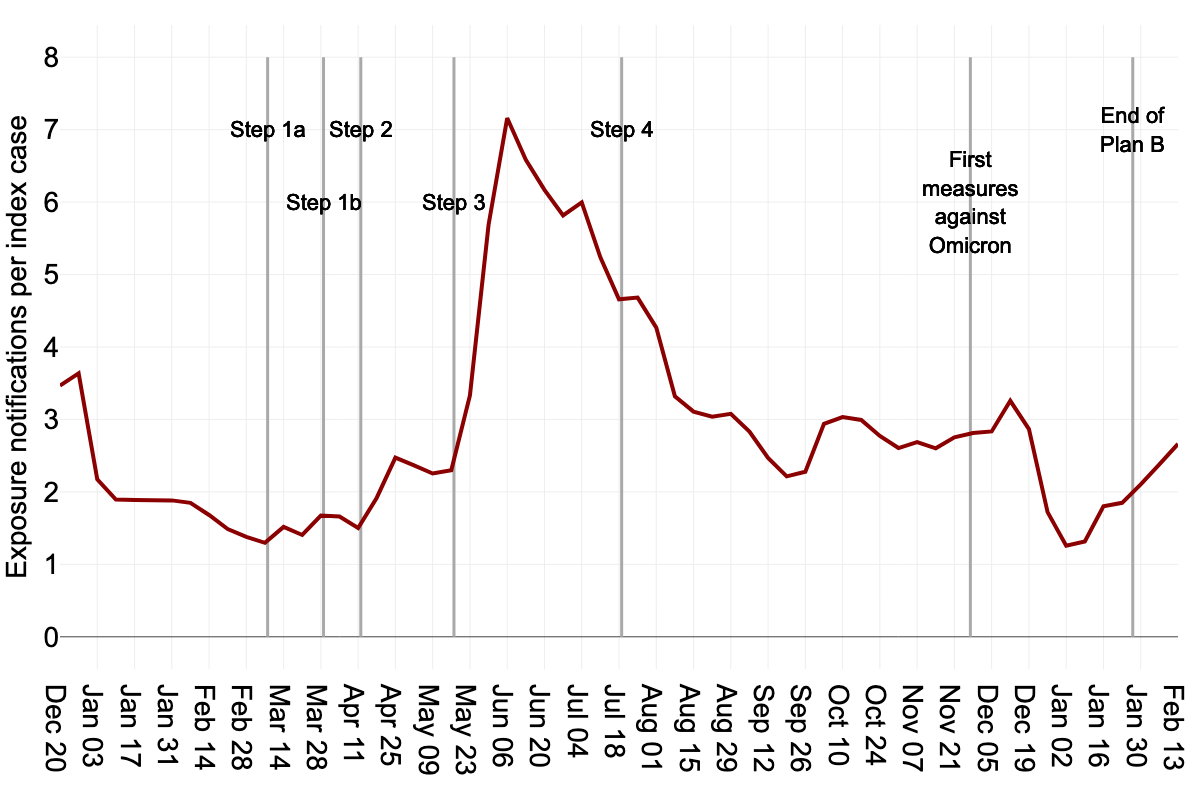 Exposure notifications per index case
8
7
6
5
4
3
2
1
0
Step 1a
Step 1b
Step 2
Step 3
Step 4
First
measures
against
Omicron
End of
Plan B
Dec 20
Jan 03
Jan 17
Jan 31
Feb 14
Feb 28
Mar 14
Mar 28
Apr 11
Apr 25
May 09
May 23
Jun 06
Jun 20
Jul 04
Jul 18
Aug 01
Aug 15
Aug 29
Sep 12
Sep 26
Oct 10
Oct 24
Nov 07
Nov 21
Dec 05
Dec 19
Jan 02
Jan 16
Jan 30
Feb 13